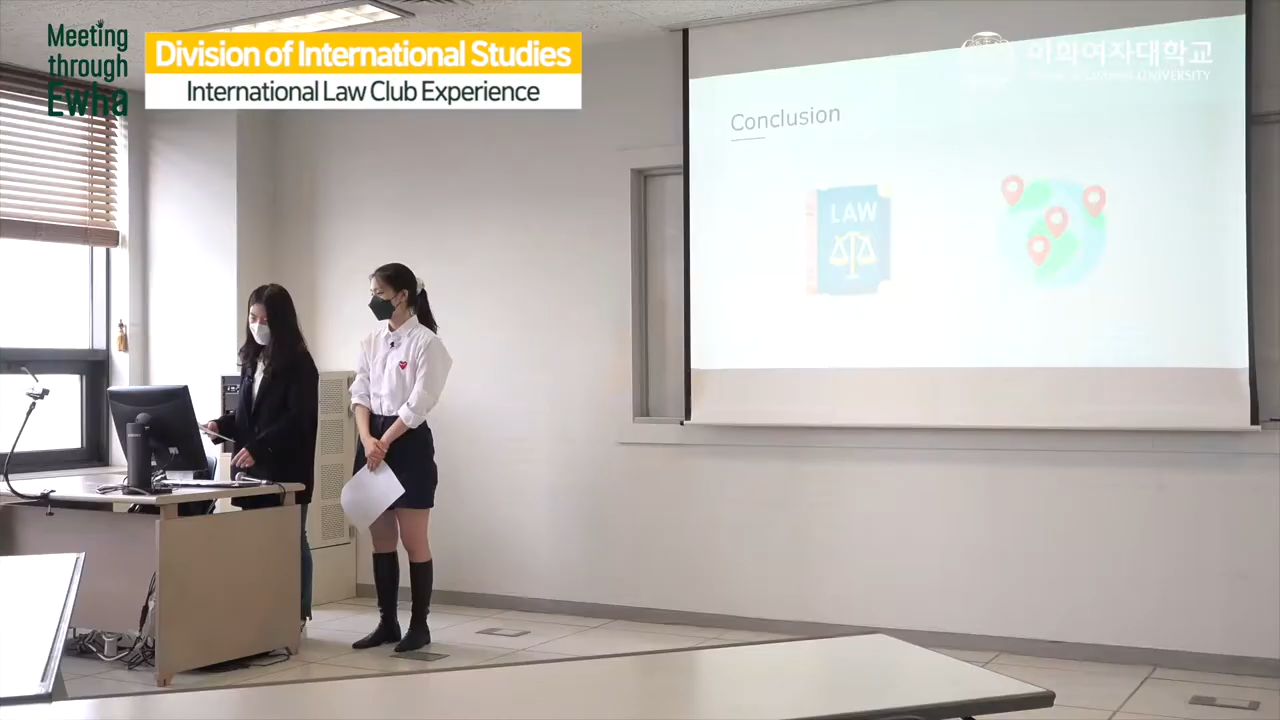 Meeting
through
Ewha
Division of International Studies
International Law Club Experience
이화여자대학교
UNIVERSITY
Conclusion
LAW